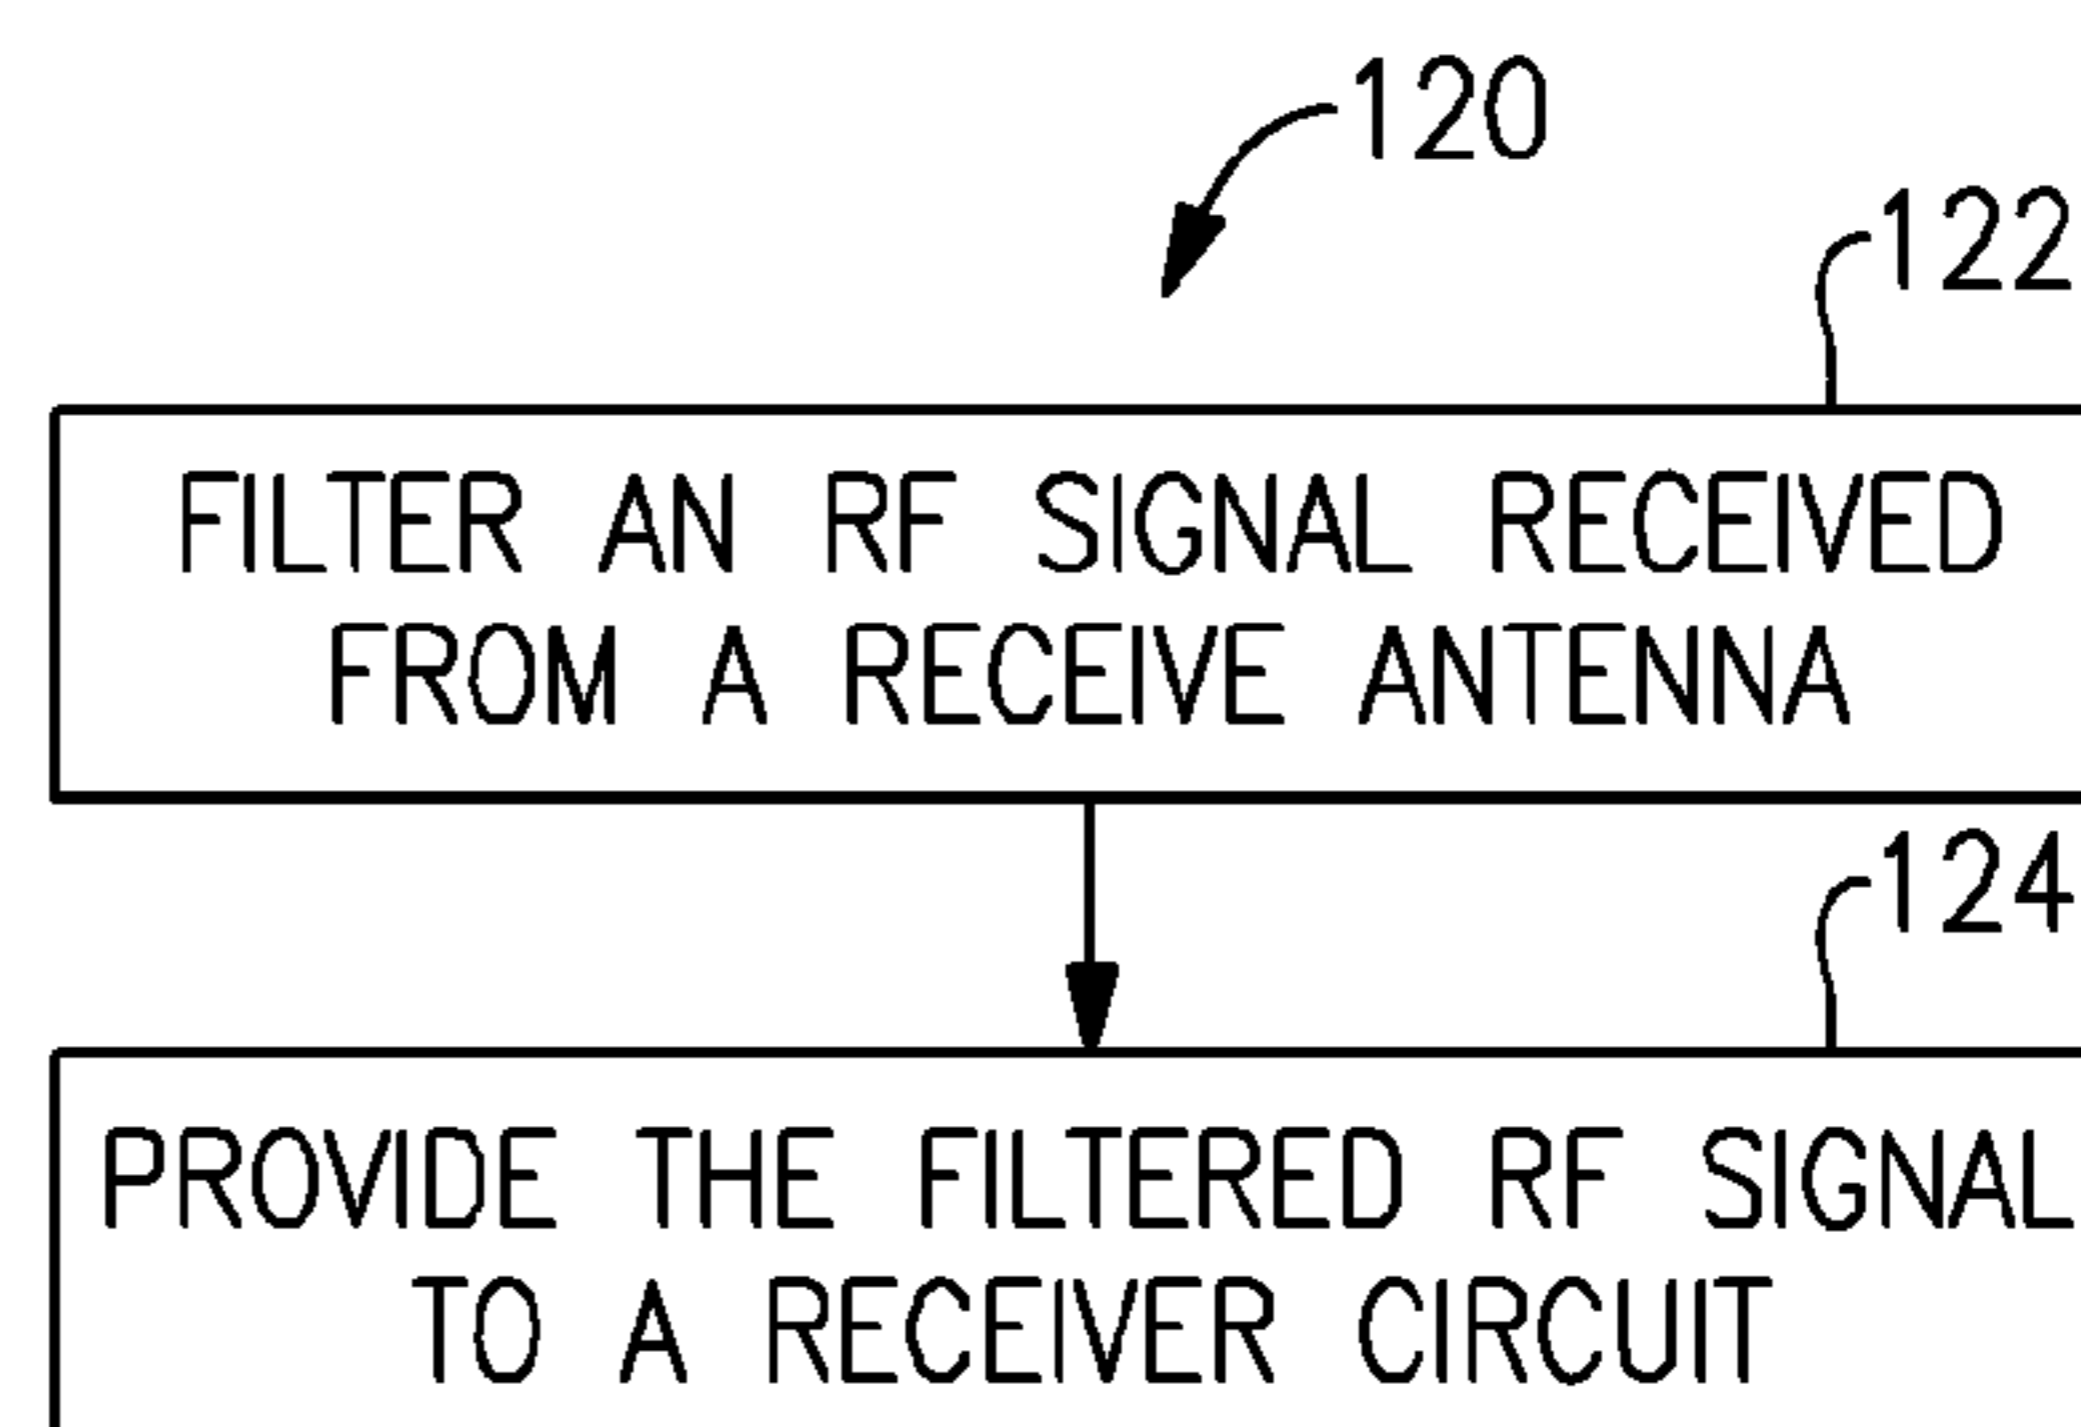 120
122
FILTER AN RF SIGNAL RECEIVED
FROM A RECEIVE ANTENNA
124
PROVIDE THE FILTERED RF SIGNAL
TO A RECEIVER CIRCUIT